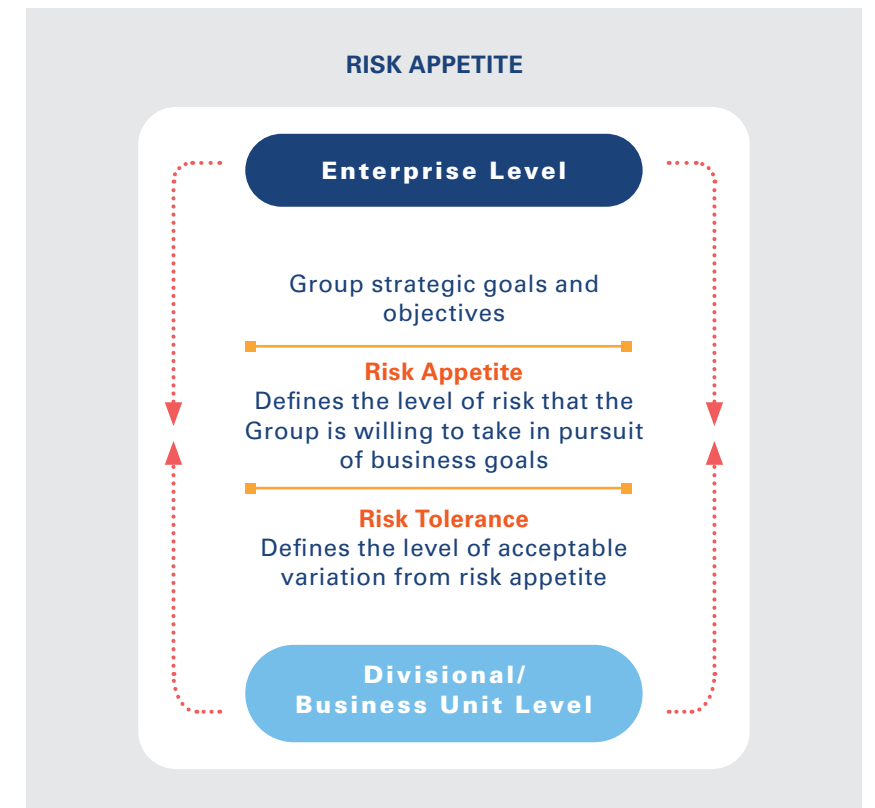 RISK APPETITE
Enterprise Level
Group strategic goals and
objectives
Risk Appetite
Defines the level of risk that the
Group is willing to take in pursuit
of business goals
Risk Tolerance
Defines the level of acceptable
variation from risk appetite
Divisional/
Business Unit Level